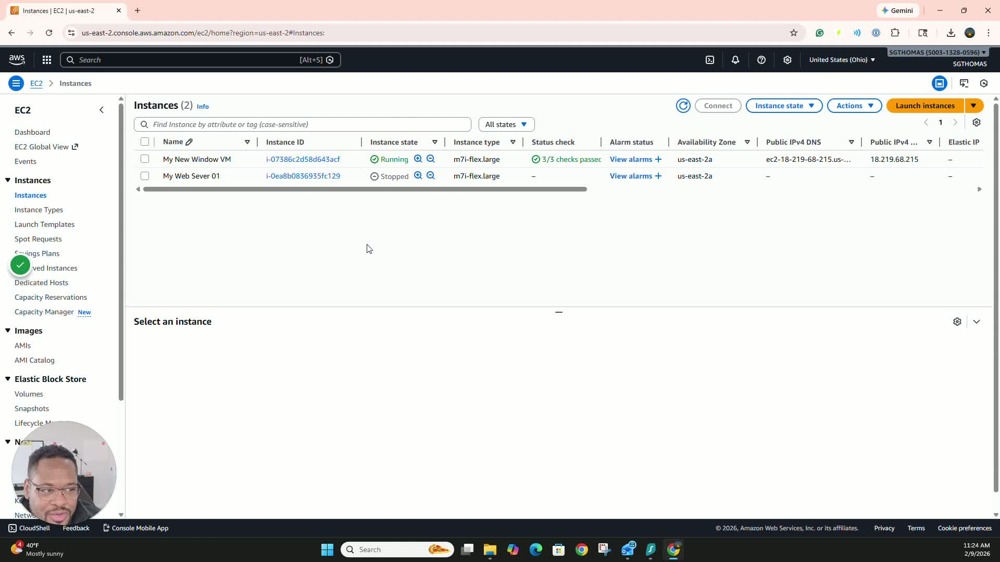 Instances | EC2 | us-east-2
Gemini
us-east-2.console.aws.amazon.com/ec2/home?region=us-east-2#Instances:
aws
Search
[Alt+S]
United States (Ohio)
SGTHOMAS (5003-1328-0596)
SGTHOMAS
EC2
Instances
EC2
Dashboard
EC2 Global View
Events
Instances
Instances
Instance Types
Launch Templates
Spot Requests
Savings Plans
ved Instances
Dedicated Hosts
Capacity Reservations
Capacity Manager New
Images
AMIs
AMI Catalog
Elastic Block Store
Volumes
Snapshots
Lifecycle M
Instances (2) Info
Connect
Instance state
Actions
Launch instances
Find Instance by attribute or tag (case-sensitive)
All states
1
Name Instance ID Instance state Instance type Status check Alarm status Availability Zone Public IPv4 DNS Public IPv4 ... Elastic IP
My New Window VM i-07386c2d58d643acf Running m7i-flex.large 3/3 checks passec View alarms + us-east-2a ec2-18-219-68-215.us-... 18.219.68.215 –
My Web Sever 01 i-0ea8b0836935fc129 Stopped m7i-flex.large – View alarms + us-east-2a – – –
Select an instance
CloudShell
Feedback
Console Mobile App
© 2026, Amazon Web Services, Inc. or its affiliates.
Privacy
Terms
Cookie preferences
4
40°F
Mostly sunny
Search
11:24 AM
2/9/2026